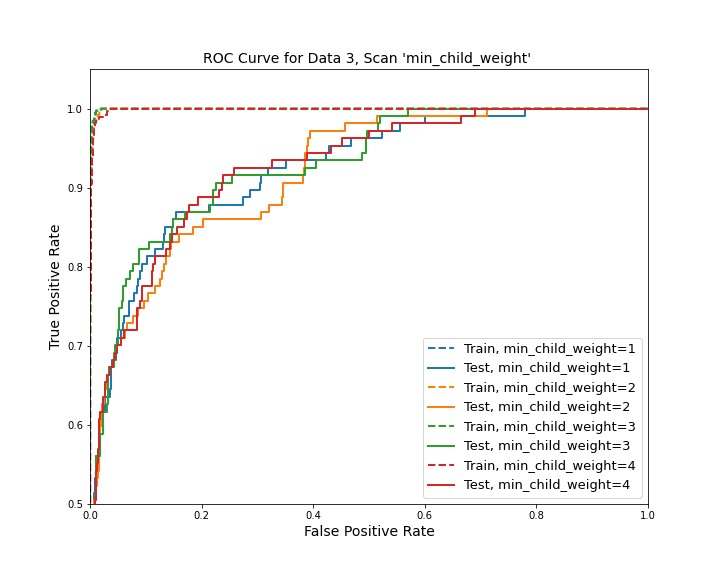 ROC Curve for Data 3, Scan 'min_child_weight'
True Positive Rate
1.0
0.9
0.8
0.7
0.6
0.5
Train, min_child_weight=1
Test, min_child_weight=1
Train, min_child_weight=2
Test, min_child_weight=2
Train, min_child_weight=3
Test, min_child_weight=3
Train, min_child_weight=4
Test, min_child_weight=4
0.0 0.2 0.4 0.6 0.8 1.0
False Positive Rate